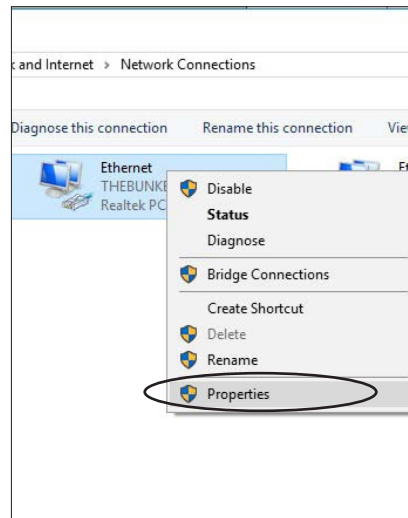 and Internet > Network Connections
Diagnose this connection Rename this connection
Ethernet
THEBUNKE
Realtek PC
Disable
Status
Diagnose
Bridge Connections
Create Shortcut
Delete
Rename
Properties